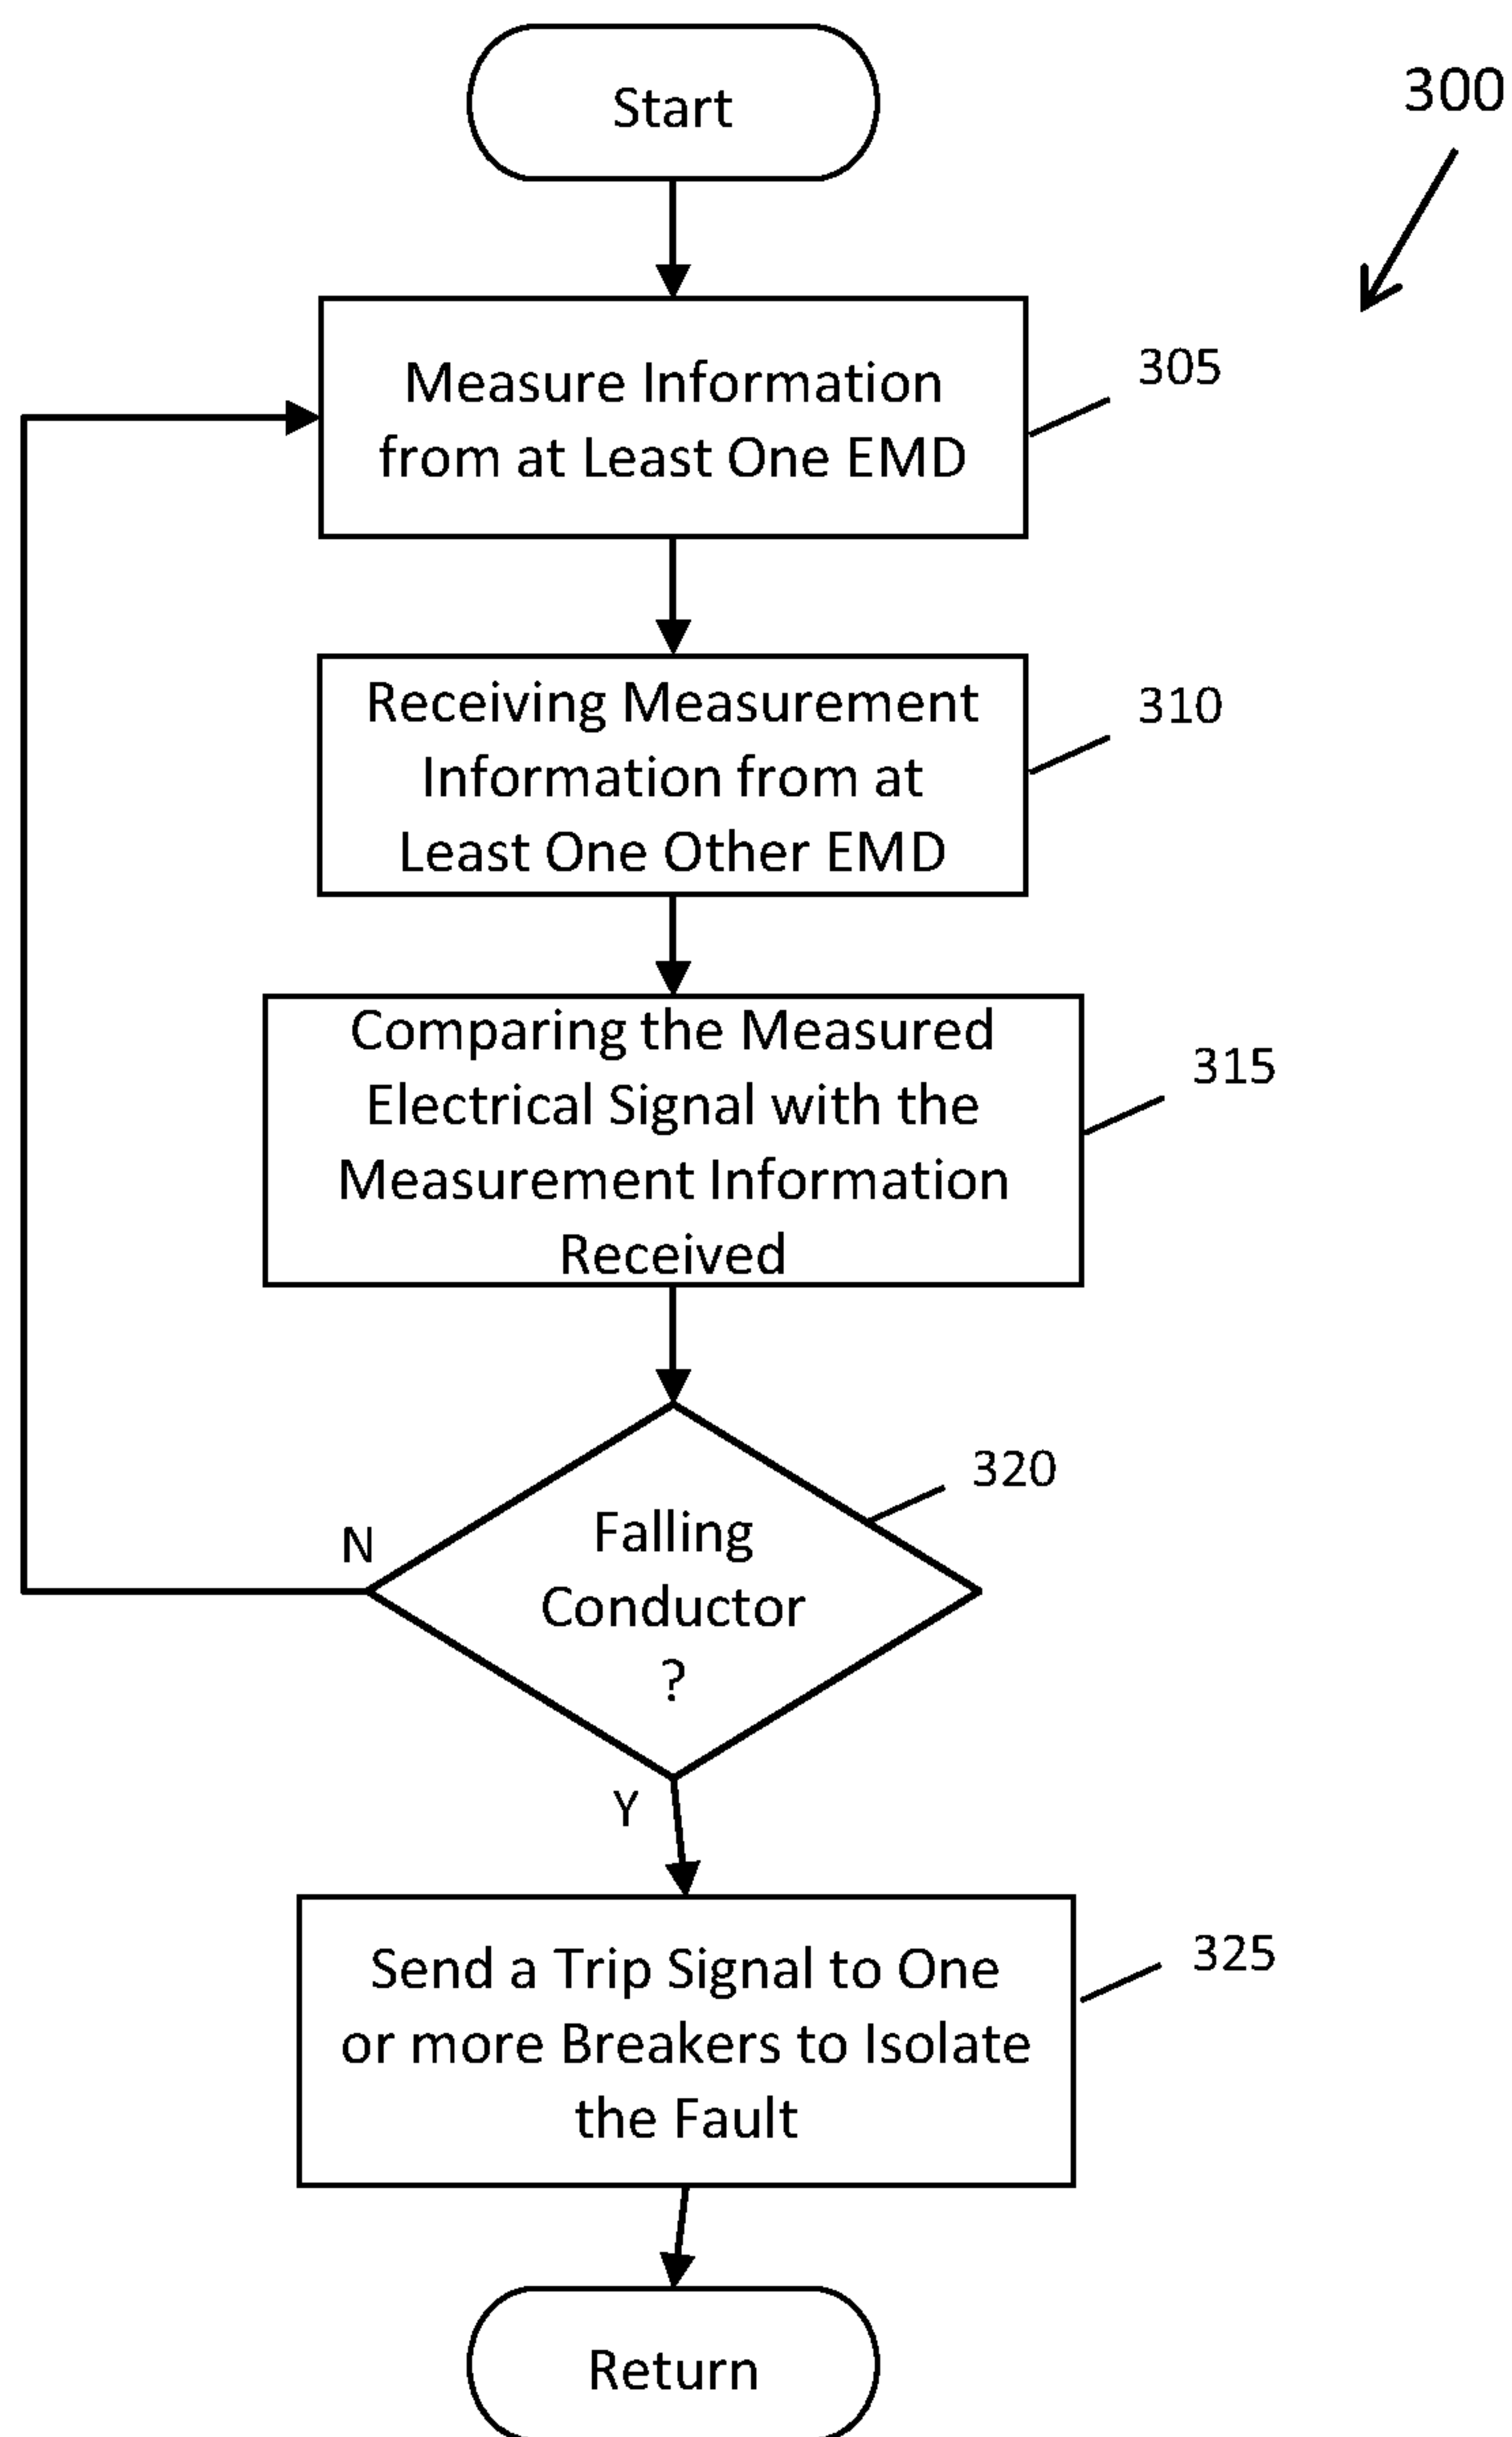 Start
300
Measure Information
from at Least One EMD
305
Receiving Measurement
Information from at
Least One Other EMD
310
Comparing the Measured
Electrical Signal with the
Measurement Information
Received
315
Falling
Conductor
?
320
N
Y
Send a Trip Signal to One
or more Breakers to Isolate
the Fault
325
Return